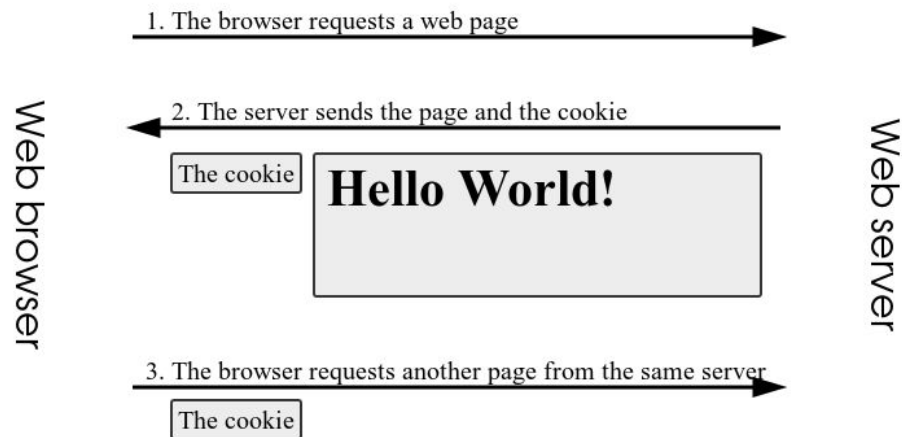 1. The browser requests a web page
2. The server sends the page and the cookie
The cookie
Hello World!
Web browser
Web server
3. The browser requests another page from the same server
The cookie